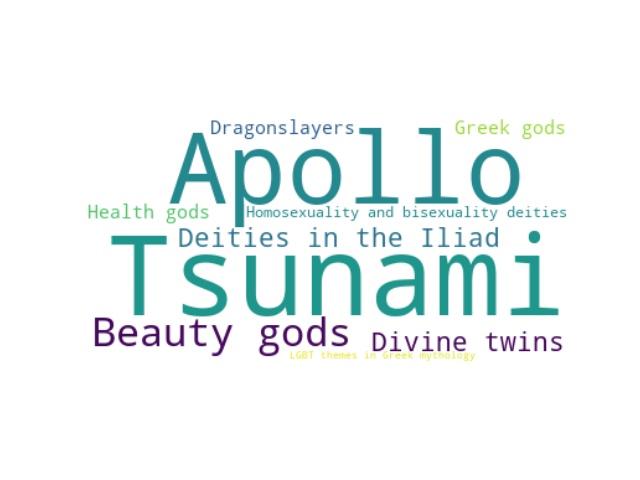 Dragonslayers
Greek gods
Apollo
Health gods
Homosexuality and bisexuality deities
Deities in the Iliad
Tsunami
Beauty gods
Divine twins
LGBT themes in Greek mythology